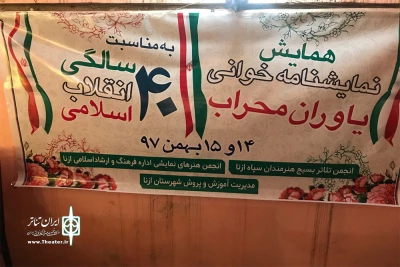 همایش
نمایشنامه خوانی
یاوران محراب
به مناسبت
۴۰ سالگی
انقلاب
اسلامی
۱۴ و ۱۵ بهمن ۹۷
انجمن تئاتر بسیج هنرمندان سپاه ازنا
انجمن هنرهای نمایشی اداره فرهنگ و ارشاد اسلامی ازنا
مدیریت آموزش و پروش شهرستان ازنا
ایران تئاتر
www.Theater.ir